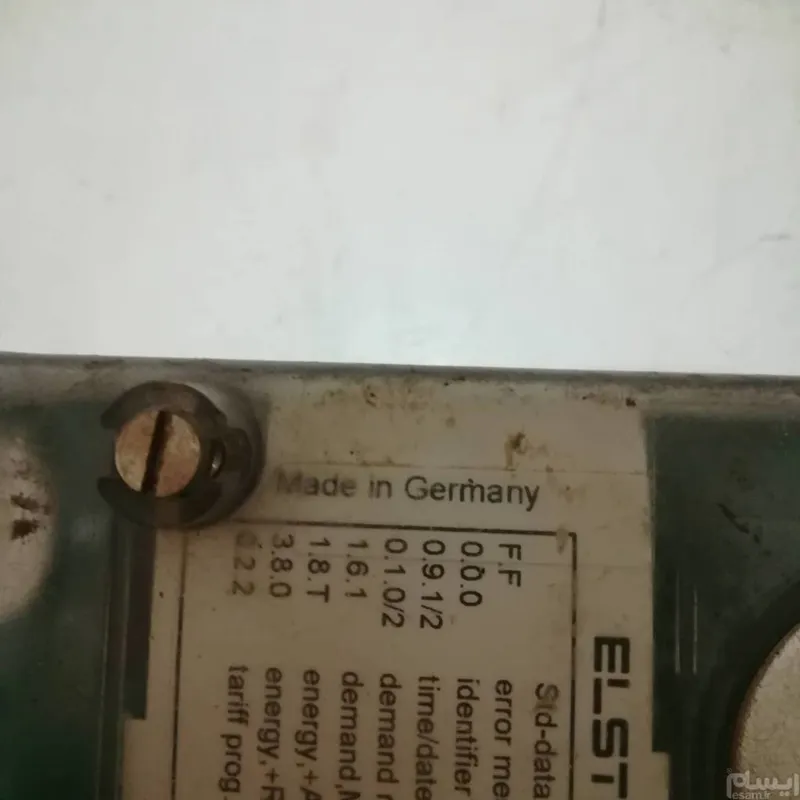 Made in Germany
ELST
Std-data
F.F error me
0.0.0 identifier
0.9.1/2 time/date
0.1.0/2 demand r
1.6.1 demand,M
1.8.T energy,+A
3.8.0 energy,+R
2.2 tariff prog.
ایسام
esam.ir